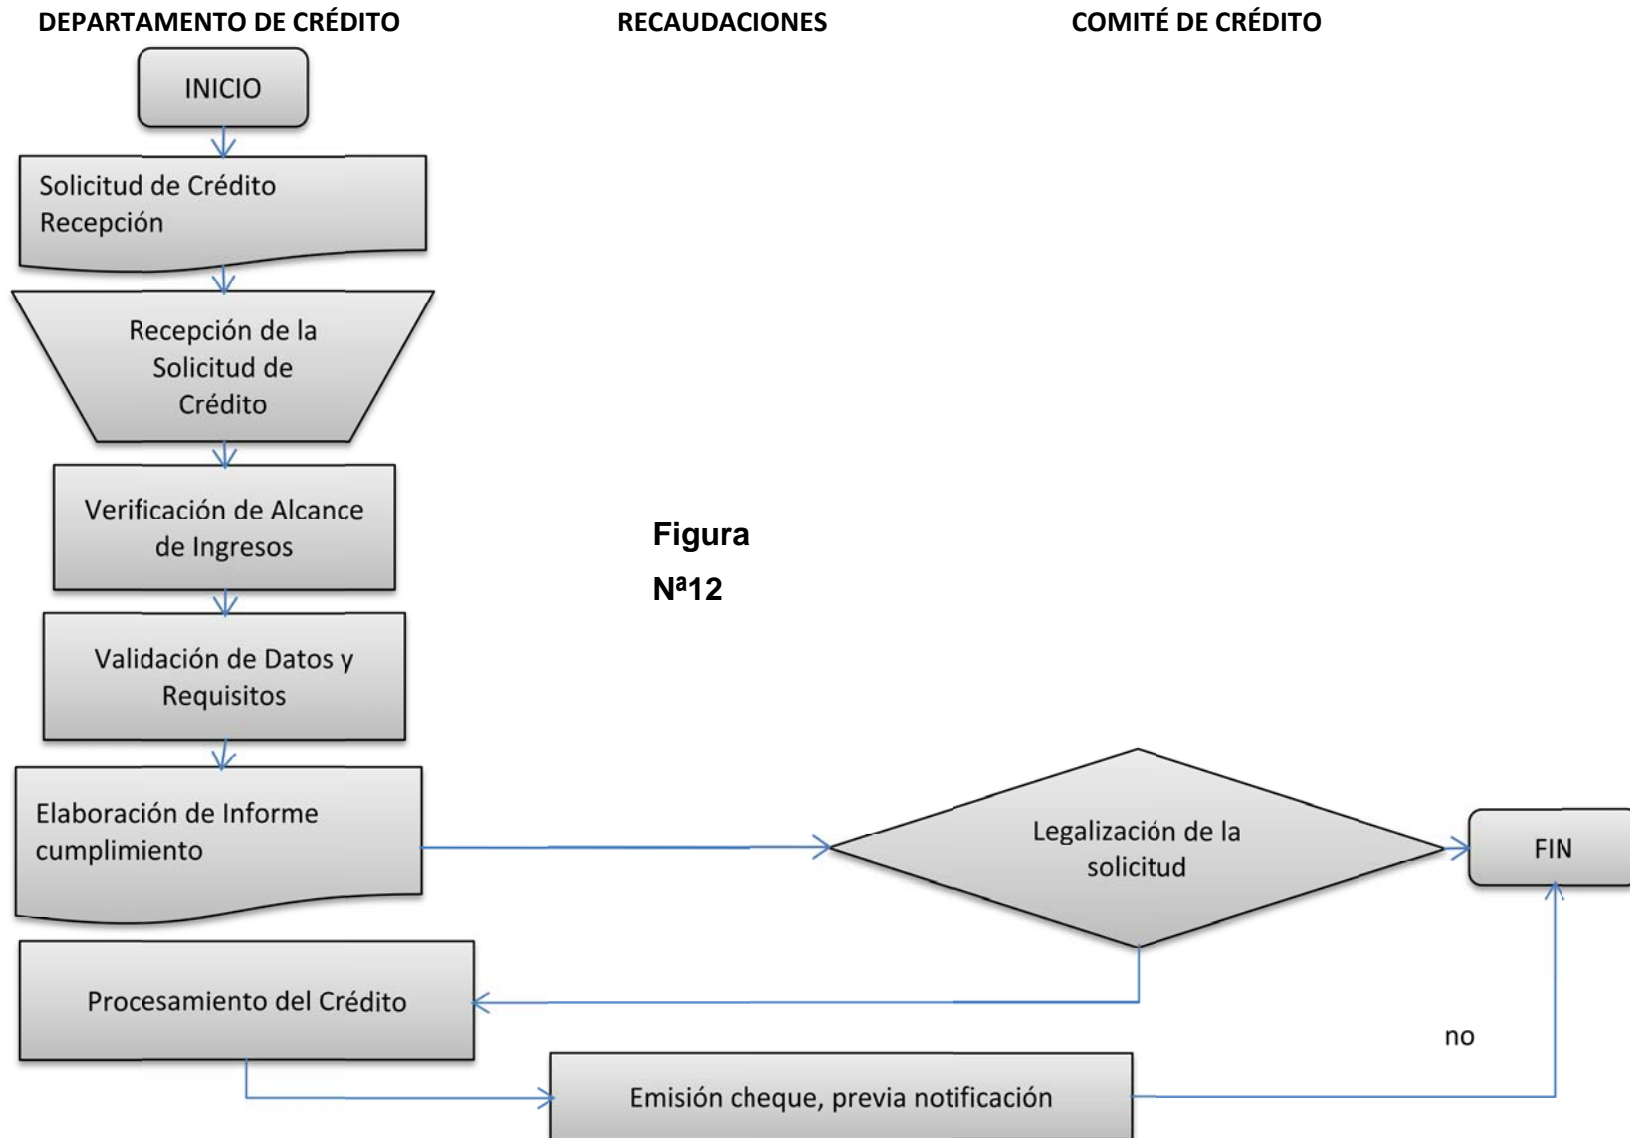 DEPARTAMENTO DE CRÉDITO
RECAUDACIONES
COMITÉ DE CRÉDITO
INICIO
Solicitud de Crédito
Recepción
Recepción de la
Solicitud de
Crédito
Verificación de Alcance
de Ingresos
Figura
Nª12
Validación de Datos y
Requisitos
Elaboración de Informe
cumplimiento
Legalización de la
solicitud
FIN
Procesamiento del Crédito
no
Emisión cheque, previa notificación